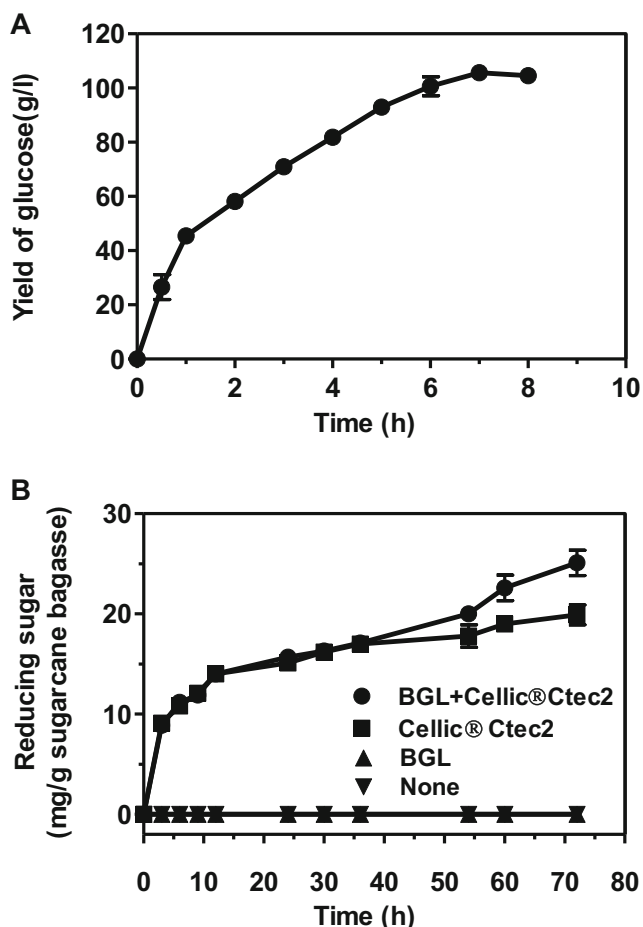 A
120
100
80
60
40
20
0
Yield of glucose(g/l)
0 2 4 6 8 10
Time (h)
B
30
20
10
0
Reducing sugar
(mg/g sugarcane bagasse)
BGL+Cellic®Ctec2
Cellic® Ctec2
BGL
None
0 10 20 30 40 50 60 70 80
Time (h)